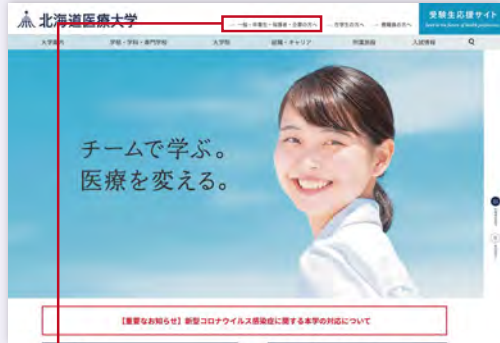 北海道医療大学
一般・卒業生・保護者・企業の方へ
在学生の方へ
教職員の方へ
受験生応援サイト
大学案内
学部・学科・専門学校
大学院
就職・キャリア
附属施設
入試情報
チームで学ぶ。
医療を変える。
【重要なお知らせ】新型コロナウイルス感染症に関する本学の対応について